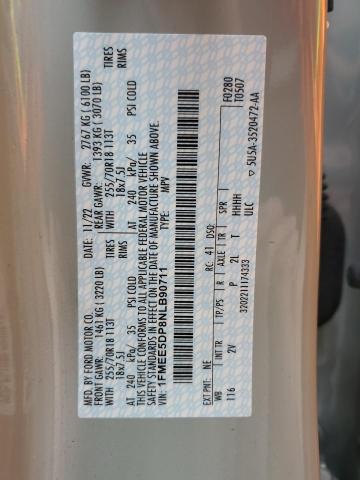 MFD. BY FORD MOTOR CO.
DATE: 11/22 GVWR: 2767 KG ( 6100 LB)
FRONT GAWR: 1461 KG ( 3220 LB) REAR GAWR: 1393 KG ( 3070 LB)
WITH 255/70R18 113T TIRES WITH 255/70R18 113T TIRES
18x7.5J RIMS 18x7.5J RIMS
AT 240 kPa/ 35 PSI COLD AT 240 kPa/ 35 PSI COLD
THIS VEHICLE CONFORMS TO ALL APPLICABLE FEDERAL MOTOR VEHICLE
SAFETY STANDARDS IN EFFECT ON THE DATE OF MANUFACTURE SHOWN ABOVE.
VIN: 1FMEE5DP8NLB90711 TYPE: MPV
F0280
T0507
3202211174333
EXT PNT: NE RC: 41 DSO:
WB INT TR TP/PS R AXLE TR SPR
116 2V P 2L T HHHH
ULC 5U5A-3520472-AA